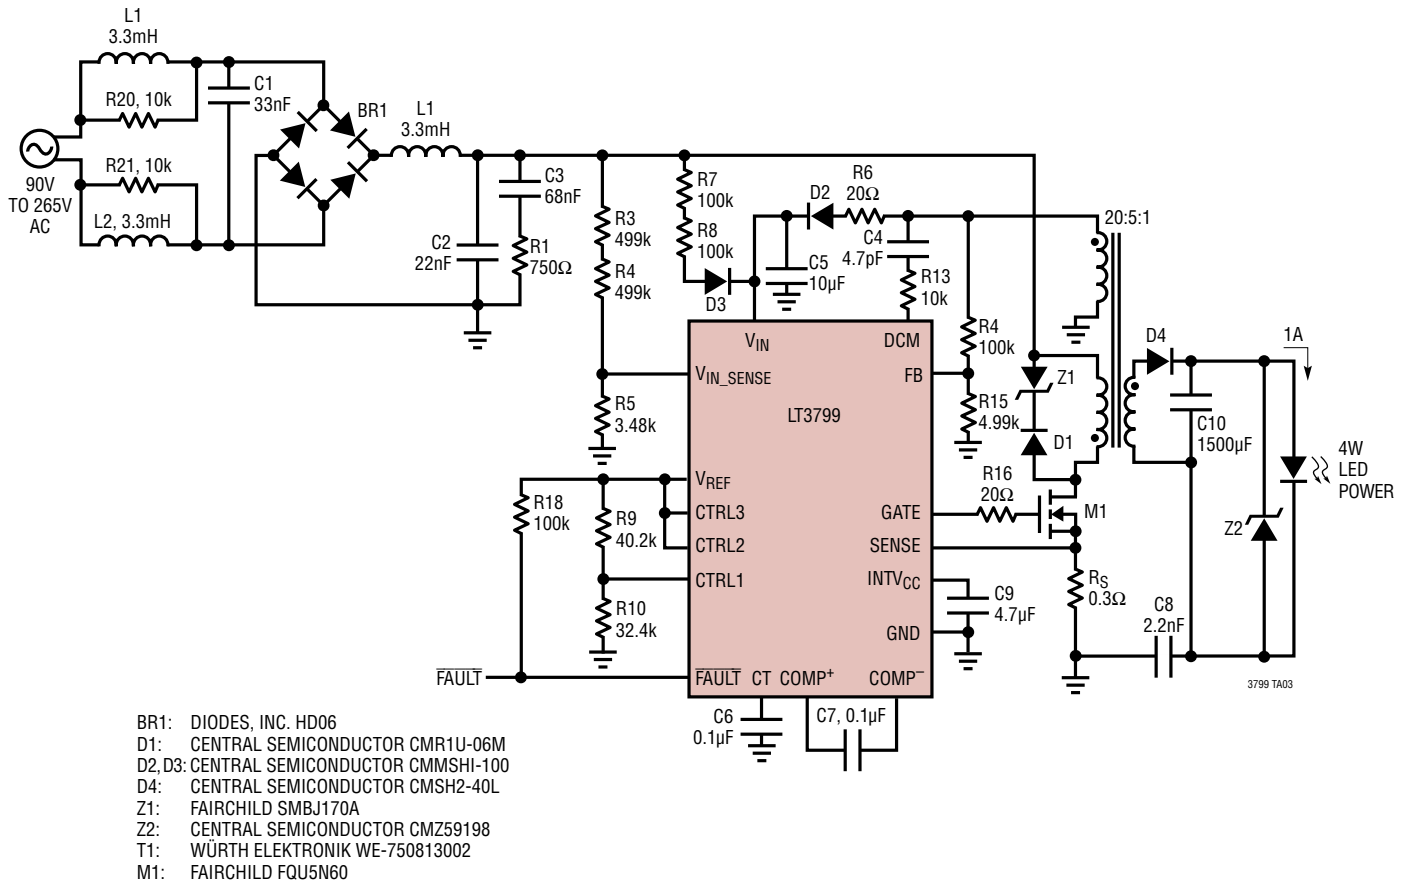 L1
3.3mH
R20, 10k
C1
33nF
BR1
L1
3.3mH
R21, 10k
90V
TO 265V
AC
L2, 3.3mH
C3
68nF
C2
22nF
R1
750Ω
R3
499k
R4
499k
R7
100k
R8
100k
D3
D2
R6
20Ω
C5
10µF
C4
4.7pF
R13
10k
20:5:1
R4
100k
R15
4.99k
R5
3.48k
VIN
DCM
VIN_SENSE
FB
LT3799
VREF
CTRL3
CTRL2
CTRL1
GATE
SENSE
INTVCC
GND
FAULT
CT
COMP+
COMP–
Z1
D1
D4
1A
C10
1500µF
4W
LED
POWER
Z2
R16
20Ω
M1
RS
0.3Ω
C8
2.2nF
C9
4.7µF
R18
100k
R9
40.2k
R10
32.4k
FAULT
C6
0.1µF
C7, 0.1µF
3799 TA03
BR1: DIODES, INC. HD06
D1: CENTRAL SEMICONDUCTOR CMR1U-06M
D2,D3: CENTRAL SEMICONDUCTOR CMMSHI-100
D4: CENTRAL SEMICONDUCTOR CMSH2-40L
Z1: FAIRCHILD SMBJ170A
Z2: CENTRAL SEMICONDUCTOR CMZ59198
T1: WÜRTH ELEKTRONIK WE-750813002
M1: FAIRCHILD FQU5N60